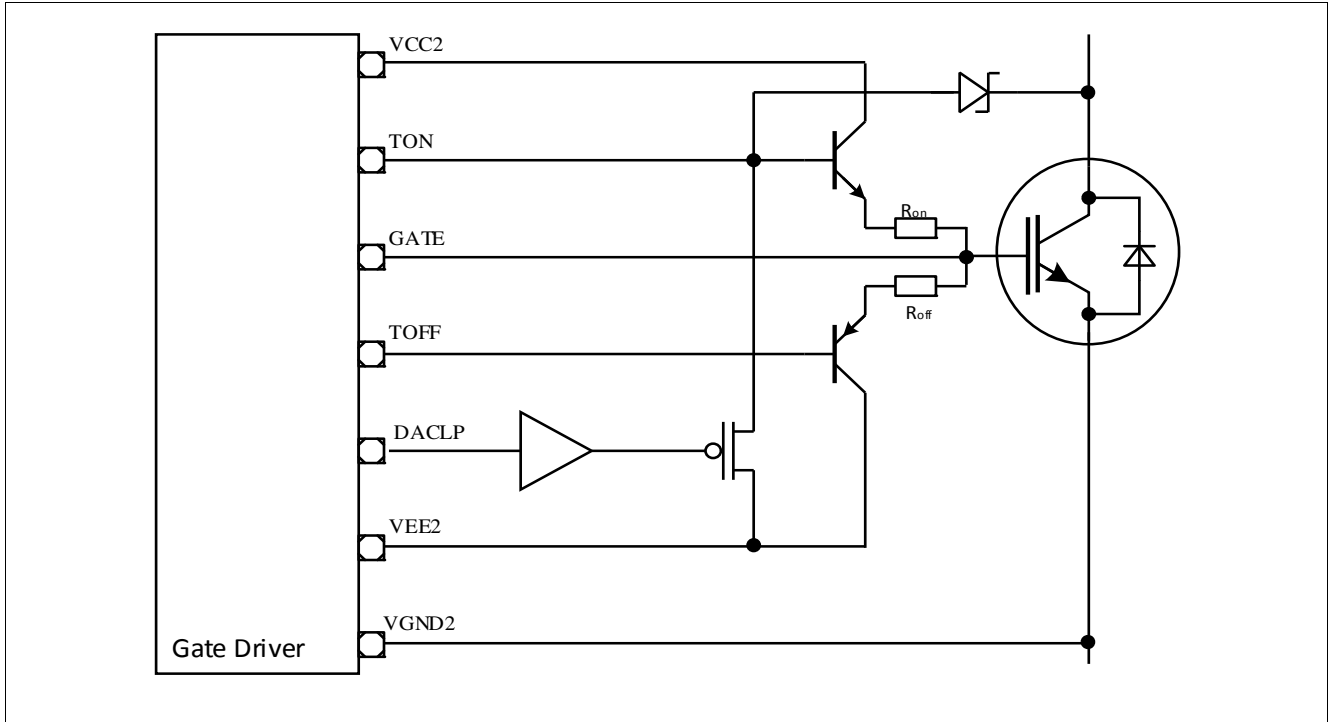 VCC2
TON
GATE
Ron
Roff
TOFF
DACLP
VEE2
VGND2
Gate Driver